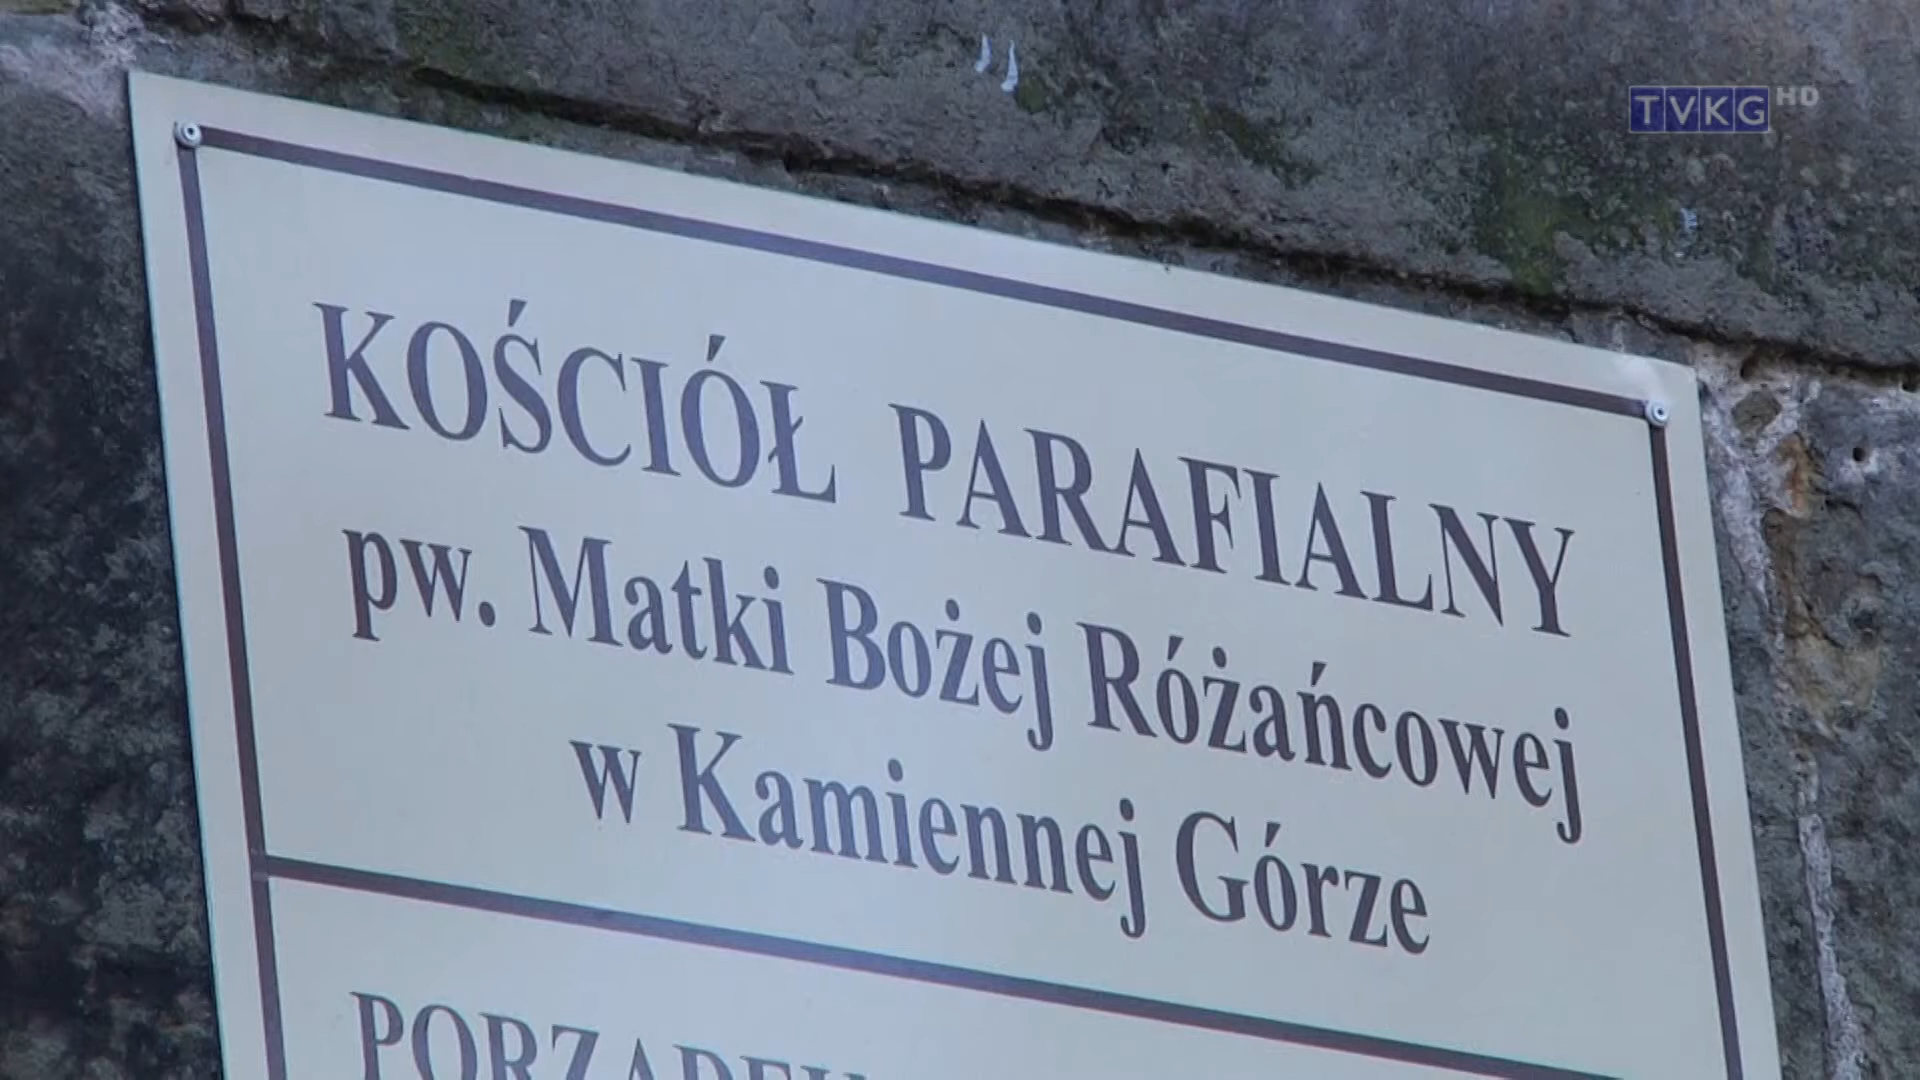 TVKG HD
KOŚCIÓŁ PARAFIALNY
pw. Matki Bożej Różańcowej
w Kamiennej Górze